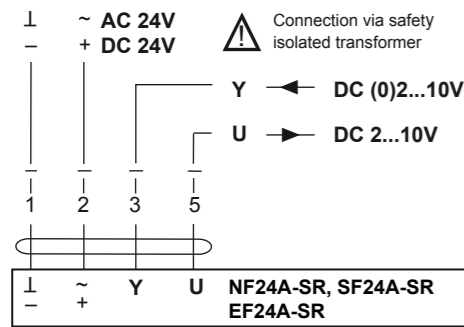 ⊥ ~ AC 24V
– + DC 24V
Connection via safety
isolated transformer
Y DC (0)2...10V
U DC 2...10V
1 2 3 5
⊥ ~ Y U NF24A-SR, SF24A-SR
– + EF24A-SR